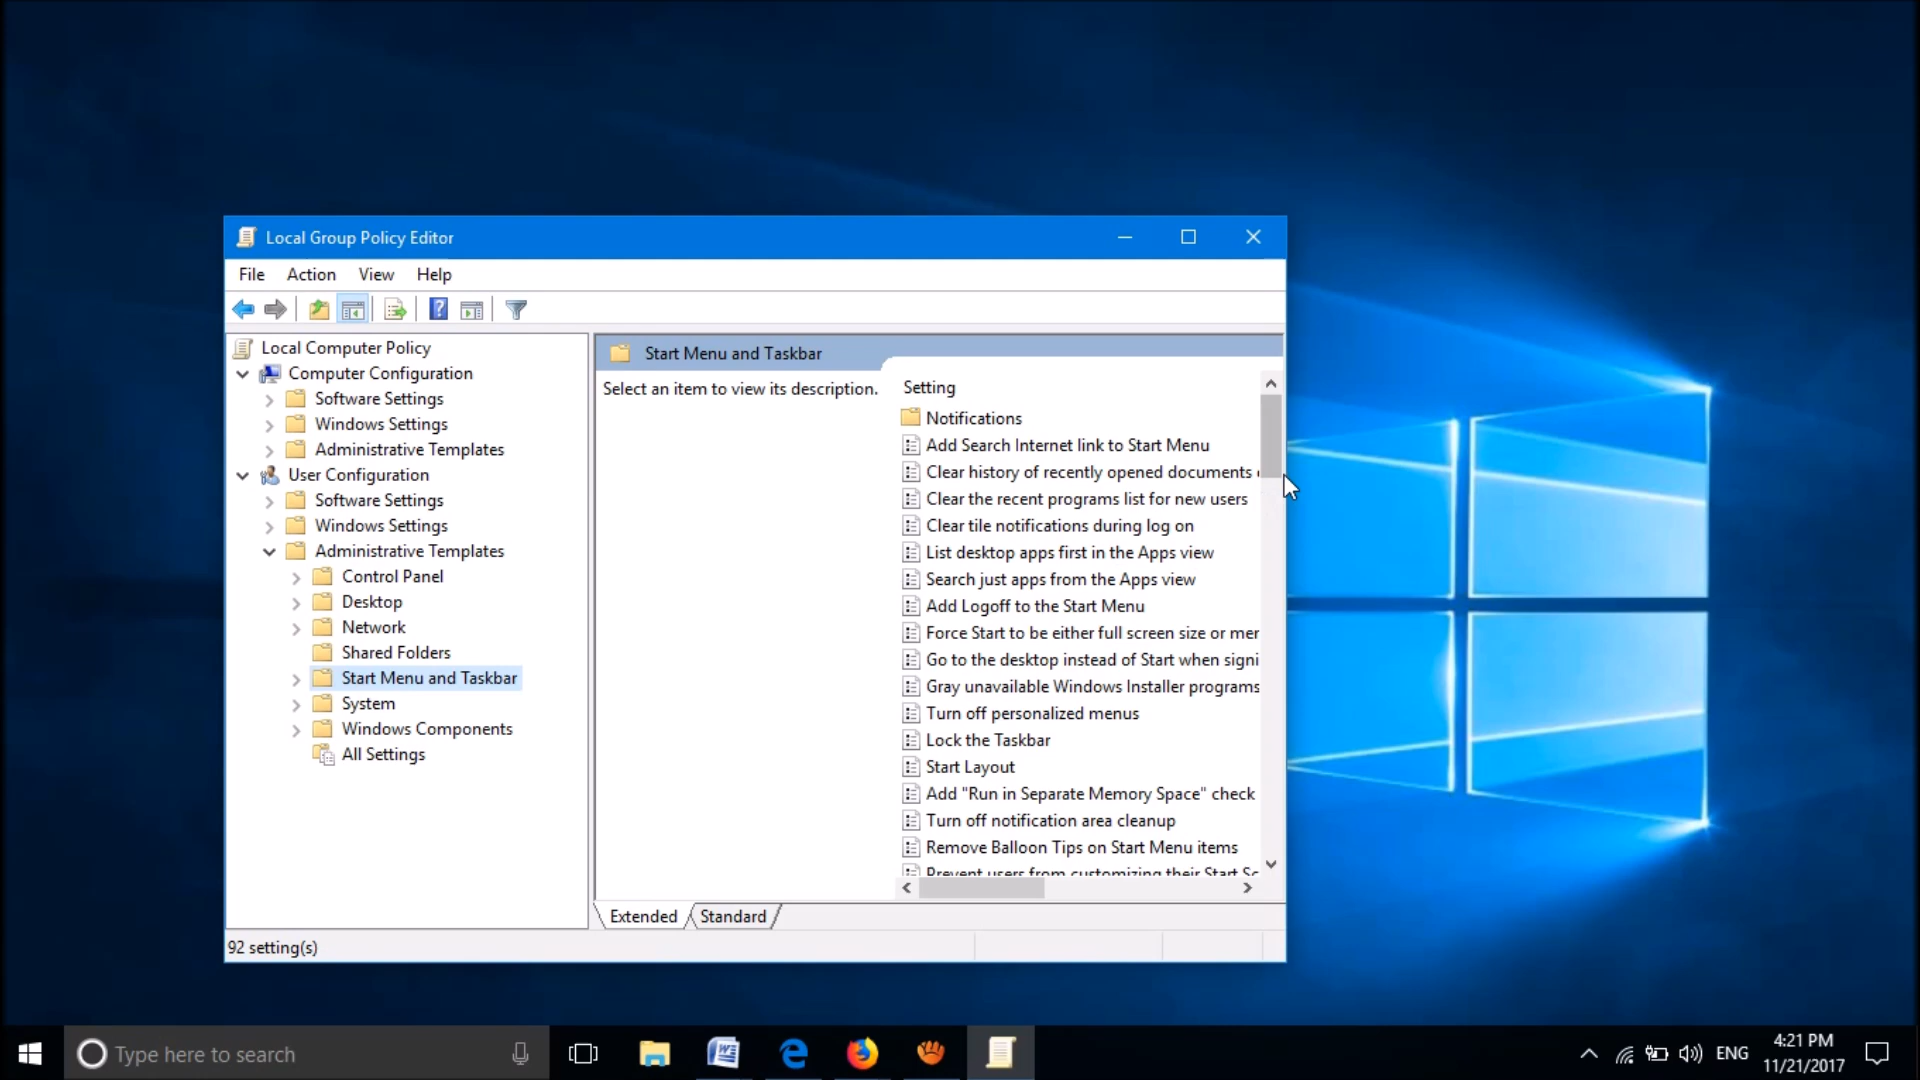 Local Group Policy Editor
File Action View Help
Local Computer Policy
Computer Configuration
Software Settings
Windows Settings
Administrative Templates
User Configuration
Software Settings
Windows Settings
Administrative Templates
Control Panel
Desktop
Network
Shared Folders
Start Menu and Taskbar
System
Windows Components
All Settings
Start Menu and Taskbar
Select an item to view its description.
Setting
Notifications
Add Search Internet link to Start Menu
Clear history of recently opened documents
Clear the recent programs list for new users
Clear tile notifications during log on
List desktop apps first in the Apps view
Search just apps from the Apps view
Add Logoff to the Start Menu
Force Start to be either full screen size or mer
Go to the desktop instead of Start when signi
Gray unavailable Windows Installer programs
Turn off personalized menus
Lock the Taskbar
Start Layout
Add "Run in Separate Memory Space" check
Turn off notification area cleanup
Remove Balloon Tips on Start Menu items
Prevent users from customizing their Start Sc
Extended Standard
92 setting(s)
Type here to search
ENG
4:21 PM
11/21/2017